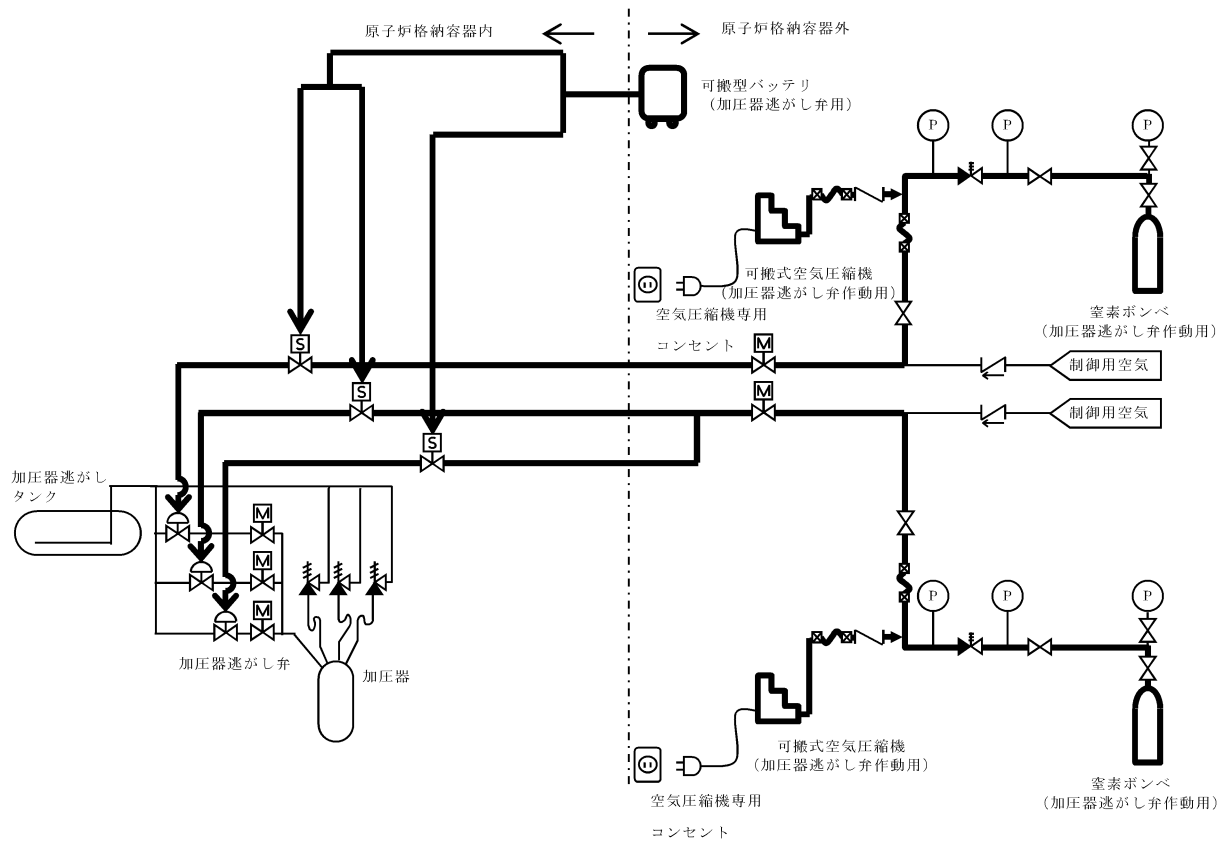 原子炉格納容器内
原子炉格納容器外
可搬型バッテリ
（加圧器逃がし弁用）
P
P
P
可搬式空気圧縮機
（加圧器逃がし弁作動用）
空気圧縮機専用
コンセント
窒素ボンベ
（加圧器逃がし弁作動用）
S
M
制御用空気
S
M
制御用空気
S
加圧器逃がし
タンク
M
M
M
加圧器逃がし弁
加圧器
P
P
P
可搬式空気圧縮機
（加圧器逃がし弁作動用）
空気圧縮機専用
コンセント
窒素ボンベ
（加圧器逃がし弁作動用）